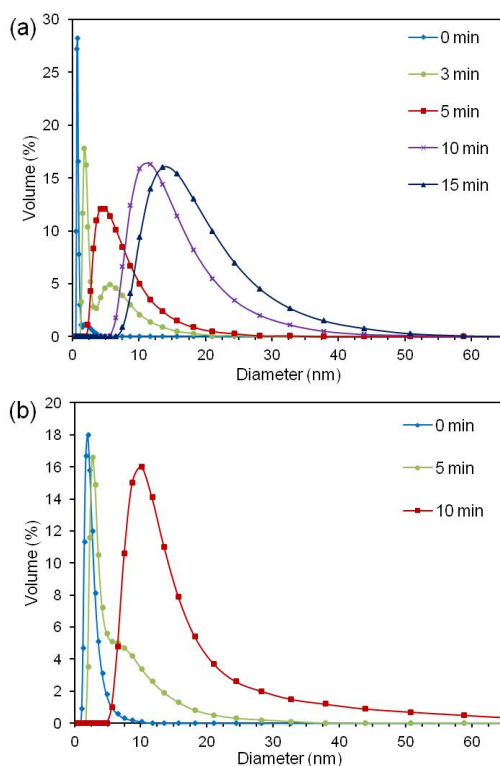 (a)
30
25
20
15
10
5
0
Volume (%)
0 10 20 30 40 50 60
Diameter (nm)
0 min
3 min
5 min
10 min
15 min
(b)
20
18
16
14
12
10
8
6
4
2
0
Volume (%)
0 10 20 30 40 50 60
Diameter (nm)
0 min
5 min
10 min